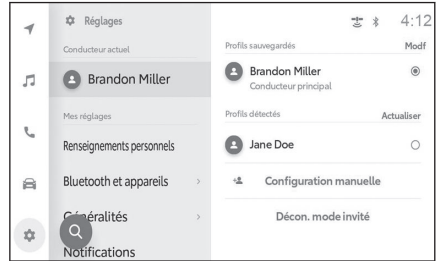 Réglages
4:12
Conducteur actuel
Brandon Miller
Mes réglages
Renseignements personnels
Bluetooth et appareils
Généralités
Notifications
Profils sauvegardés
Modf
Brandon Miller
Conducteur principal
Profils détectés
Actualiser
Jane Doe
Configuration manuelle
Décon. mode invité